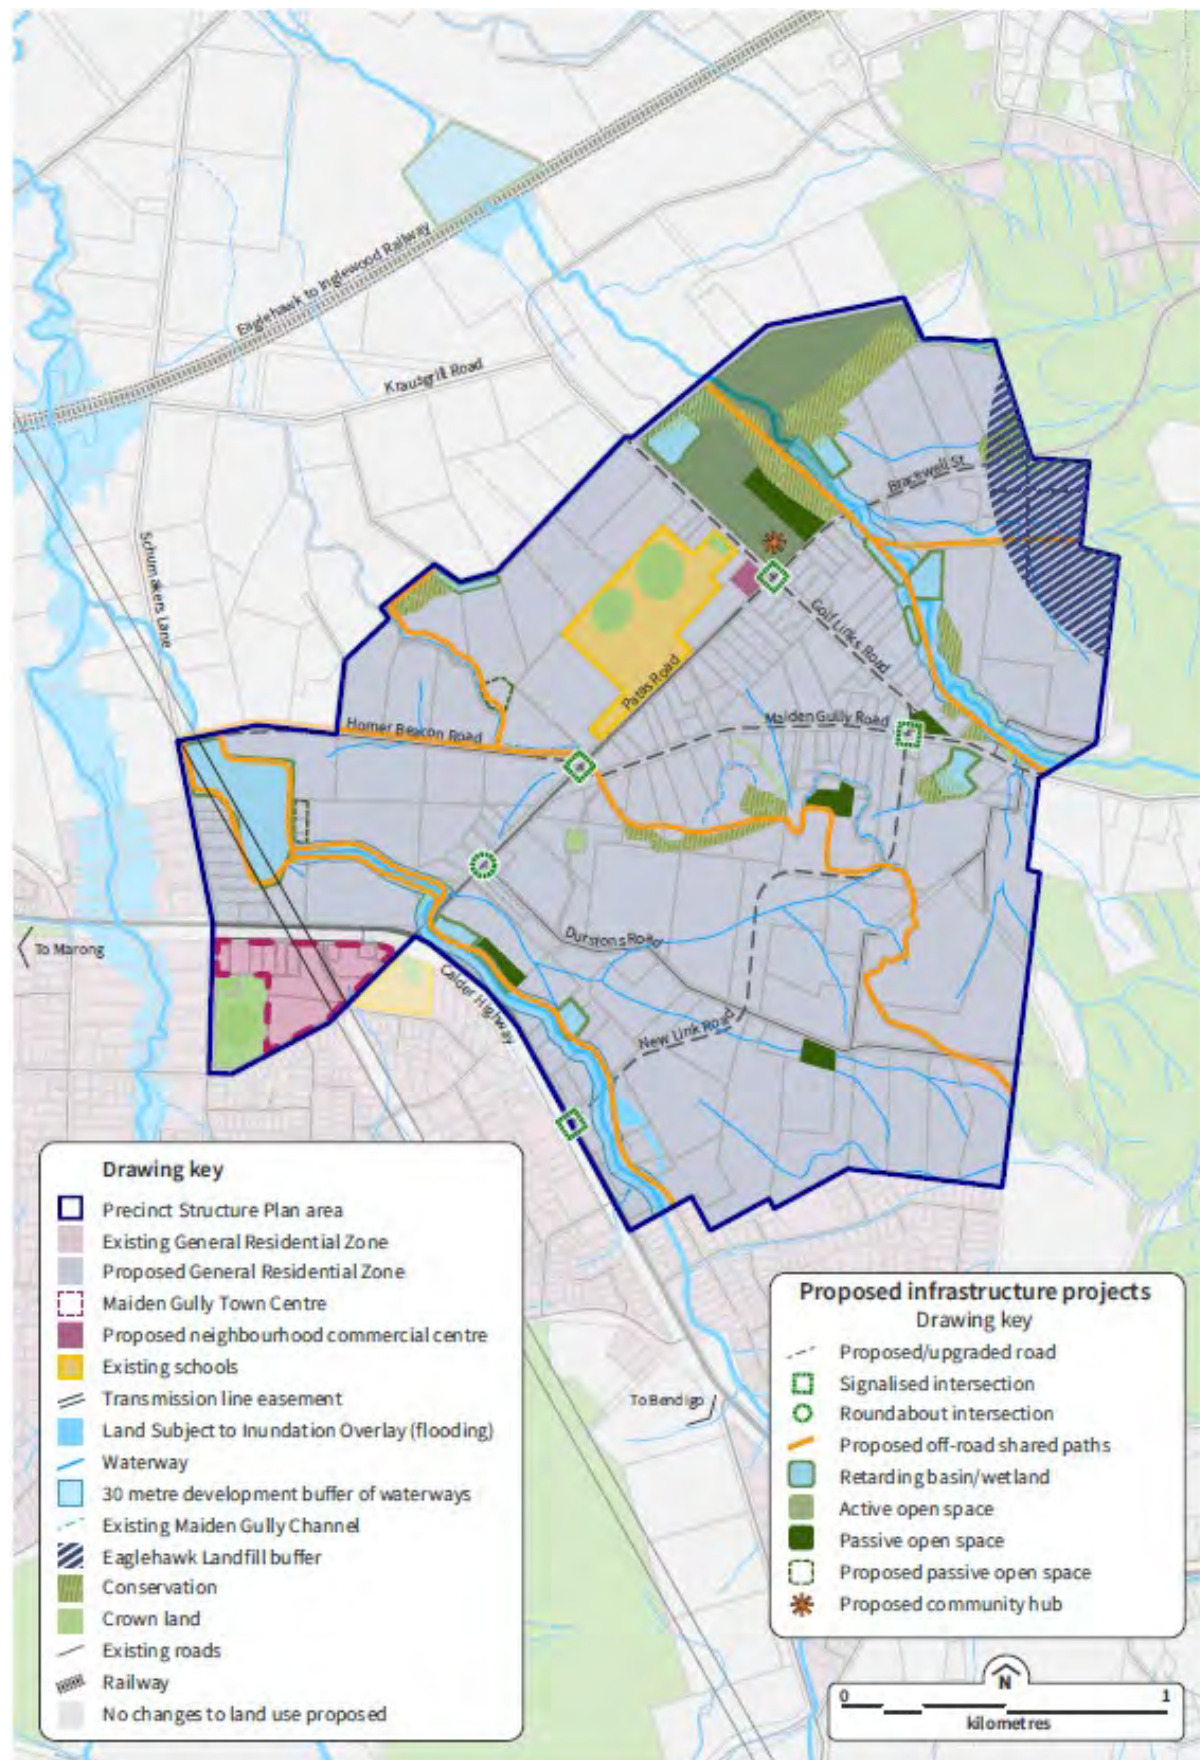 Eaglehawk to Inglewood Railway
Krausgrill Road
Schumakers Lane
Bracewell St
Golf Links Road
Patas Road
Maiden Gully Road
Homer Beacon Road
Durstons Road
To Marong
Calder Highway
New Link Road
To Bendigo
Drawing key
Precinct Structure Plan area
Existing General Residential Zone
Proposed General Residential Zone
Maiden Gully Town Centre
Proposed neighbourhood commercial centre
Existing schools
Transmission line easement
Land Subject to Inundation Overlay (flooding)
Waterway
30 metre development buffer of waterways
Existing Maiden Gully Channel
Eaglehawk Landfill buffer
Conservation
Crown land
Existing roads
Railway
No changes to land use proposed
Proposed infrastructure projects
Drawing key
Proposed/upgraded road
Signalised intersection
Roundabout intersection
Proposed off-road shared paths
Retarding basin/wetland
Active open space
Passive open space
Proposed passive open space
Proposed community hub
N
0 1
kilometres